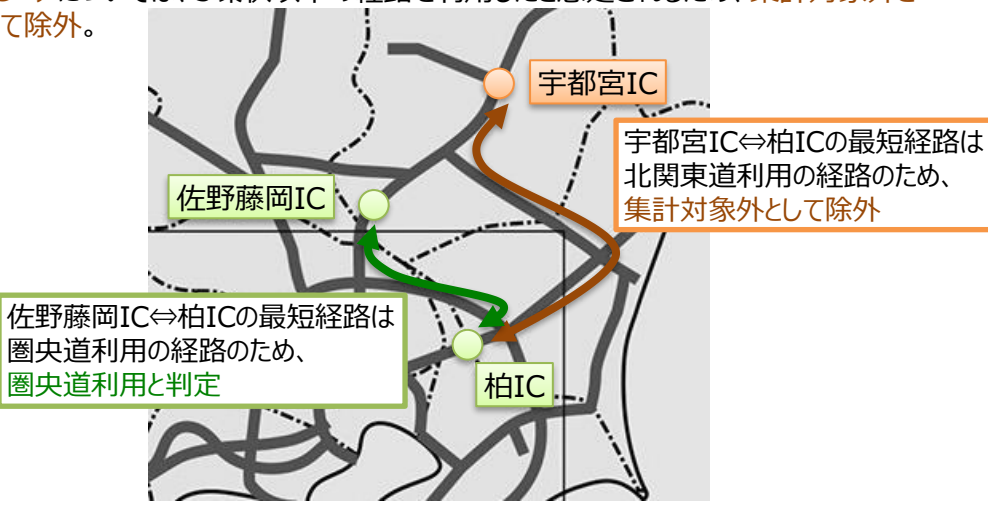 て除外。
宇都宮IC
宇都宮IC⇔柏ICの最短経路は
北関東道利用の経路のため、
集計対象外として除外
佐野藤岡IC
佐野藤岡IC⇔柏ICの最短経路は
圏央道利用の経路のため、
圏央道利用と判定
柏IC